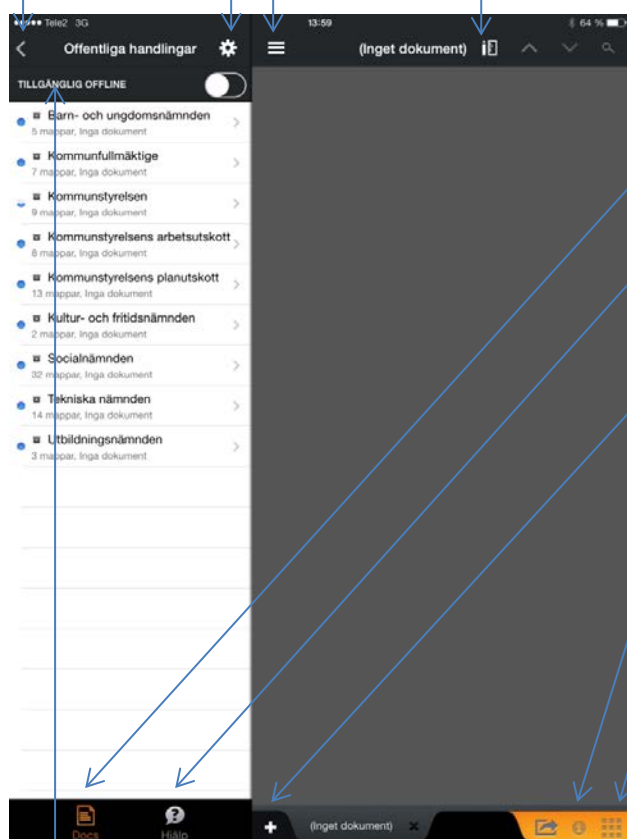 Tele2 3G 13:59 64 %
Offentliga handlingar
(Inget dokument)
TILLGÄNGLIG OFFLINE
Barn- och ungdomsnämnden
5 mappar, Inga dokument
Kommunfullmäktige
7 mappar, Inga dokument
Kommunstyrelsen
9 mappar, Inga dokument
Kommunstyrelsens arbetsutskott
8 mappar, Inga dokument
Kommunstyrelsens planutskott
13 mappar, Inga dokument
Kultur- och fritidsnämnden
2 mappar, Inga dokument
Socialnämnden
32 mappar, Inga dokument
Tekniska nämnden
14 mappar, Inga dokument
Utbildningsnämnden
3 mappar, Inga dokument
Docs
Hjälp
(Inget dokument)